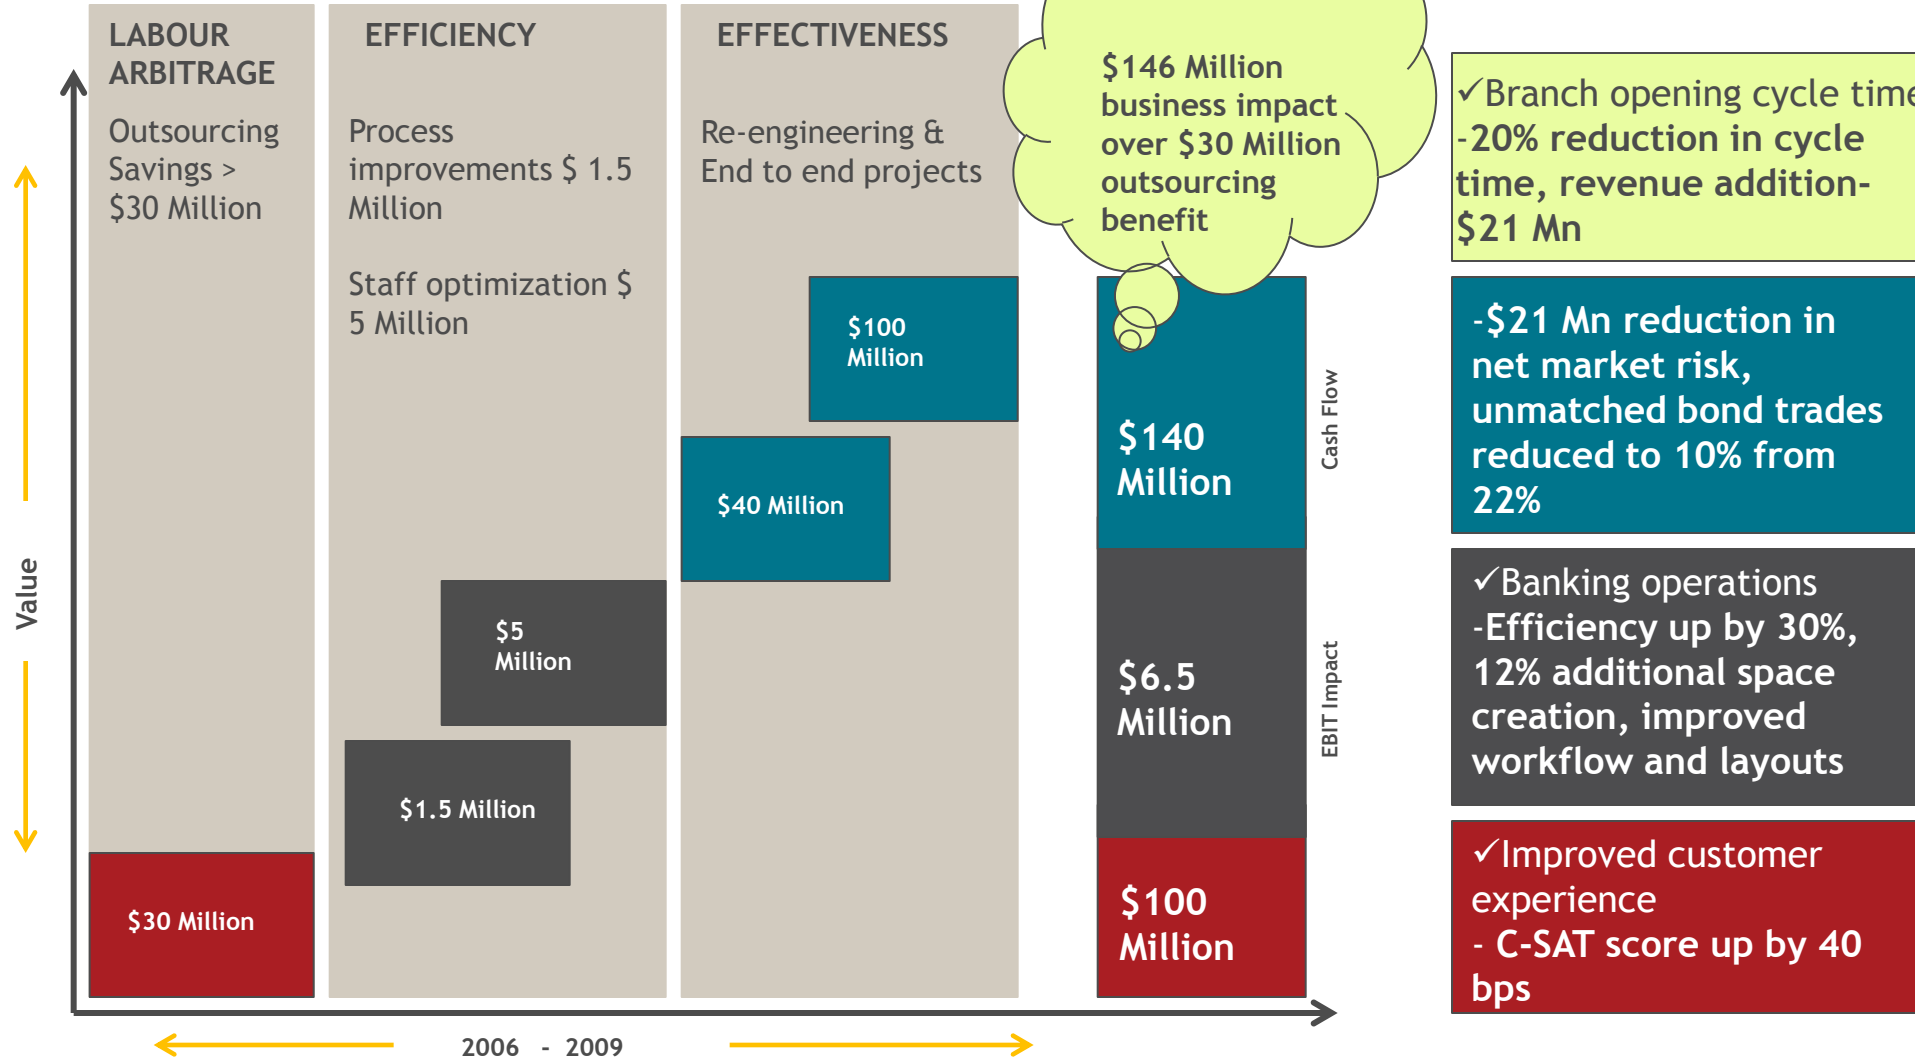 LABOUR
ARBITRAGE
Outsourcing
Savings >
$30 Million
EFFICIENCY
Process
improvements $ 1.5
Million
Staff optimization $
5 Million
EFFECTIVENESS
Re-engineering &
End to end projects
$146 Million
business impact
over $30 Million
outsourcing
benefit
$100
Million
$40 Million
$5
Million
$1.5 Million
$30 Million
$140
Million
$6.5
Million
$100
Million
Cash Flow
EBIT Impact
Value
2006 - 2009
✓Branch opening cycle time
-20% reduction in cycle
time, revenue addition-
$21 Mn
-$21 Mn reduction in
net market risk,
unmatched bond trades
reduced to 10% from
22%
✓Banking operations
-Efficiency up by 30%,
12% additional space
creation, improved
workflow and layouts
✓Improved customer
experience
- C-SAT score up by 40
bps